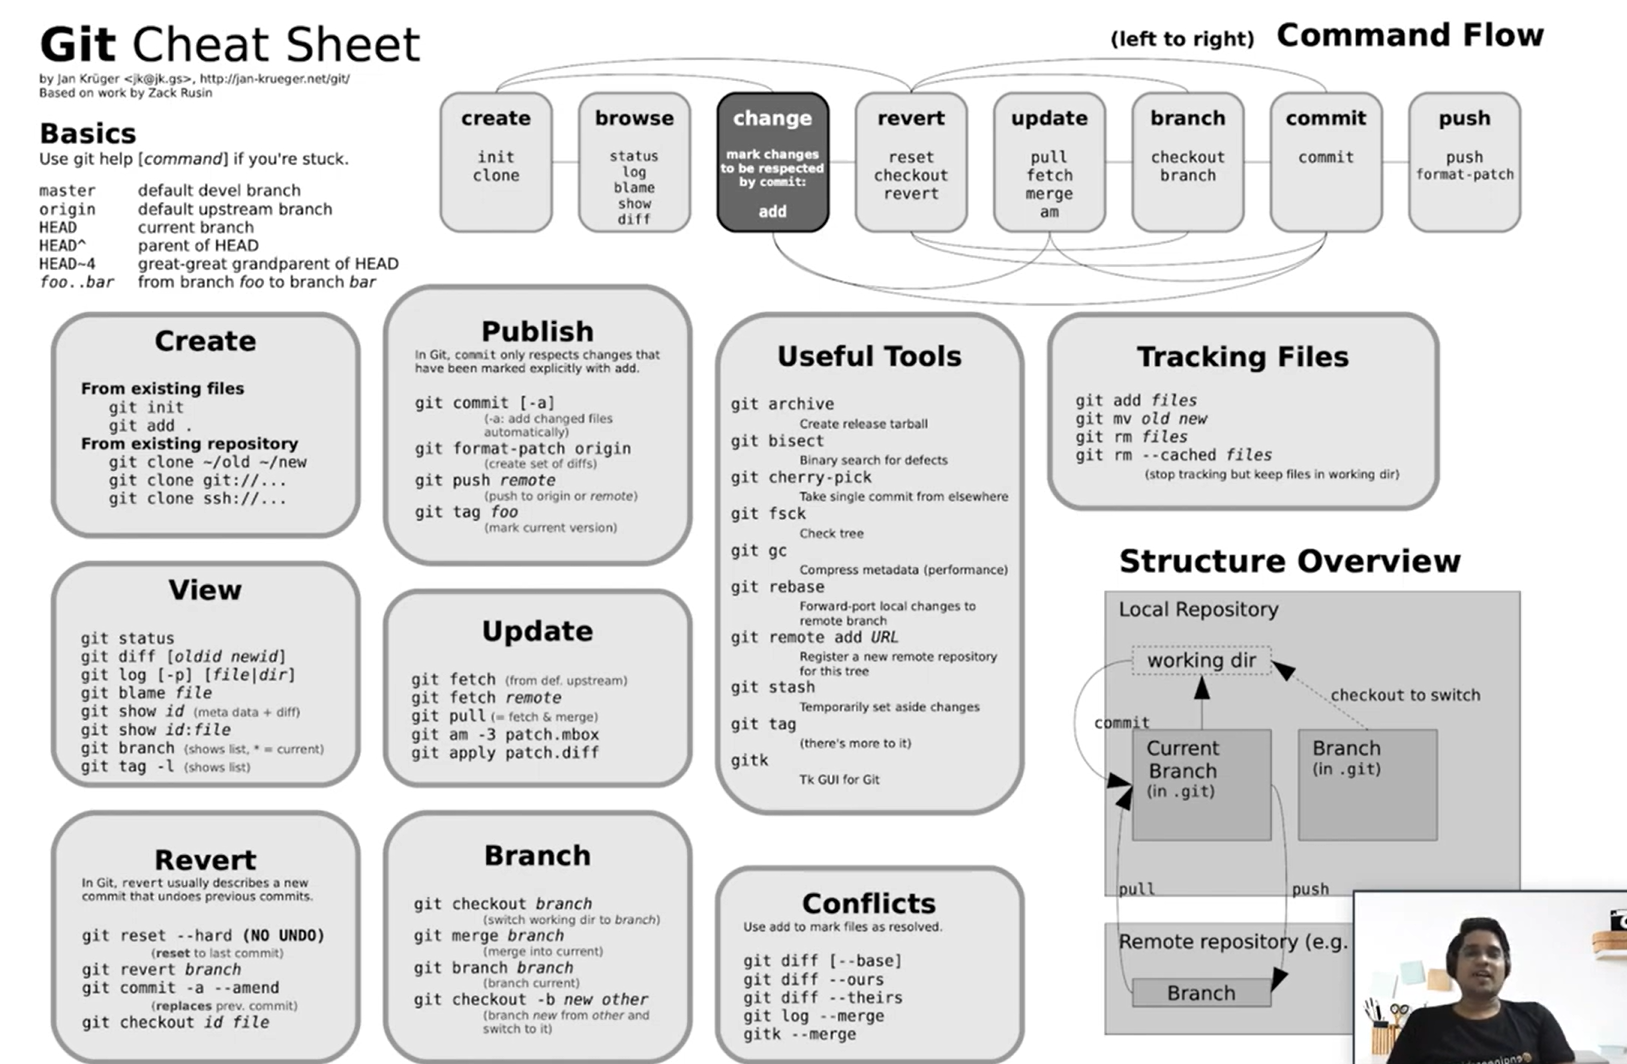 Git Cheat Sheet
by Jan Krüger <jk@jk.gs>, http://jan-krueger.net/git/
Based on work by Zack Rusin
Basics
Use git help [command] if you're stuck.
master default devel branch
origin default upstream branch
HEAD current branch
HEAD^ parent of HEAD
HEAD~4 great-great grandparent of HEAD
foo..bar from branch foo to branch bar
(left to right) Command Flow
create
init
clone
browse
status
log
blame
show
diff
change
mark changes
to be respected
by commit:
add
revert
reset
checkout
revert
update
pull
fetch
merge
am
branch
checkout
branch
commit
commit
push
push
format-patch
Create
From existing files
git init
git add .
From existing repository
git clone ~/old ~/new
git clone git://...
git clone ssh://...
View
git status
git diff [oldid newid]
git log [-p] [file|dir]
git blame file
git show id (meta data + diff)
git show id:file
git branch (shows list, * = current)
git tag -l (shows list)
Revert
In Git, revert usually describes a new
commit that undoes previous commits.
git reset --hard (NO UNDO)
(reset to last commit)
git revert branch
git commit -a --amend
(replaces prev. commit)
git checkout id file
Publish
In Git, commit only respects changes that
have been marked explicitly with add.
git commit [-a]
(-a: add changed files
automatically)
git format-patch origin
(create set of diffs)
git push remote
(push to origin or remote)
git tag foo
(mark current version)
Update
git fetch (from def. upstream)
git fetch remote
git pull (= fetch & merge)
git am -3 patch.mbox
git apply patch.diff
Branch
git checkout branch
(switch working dir to branch)
git merge branch
(merge into current)
git branch branch
(branch current)
git checkout -b new other
(branch new from other and
switch to it)
Useful Tools
git archive
Create release tarball
git bisect
Binary search for defects
git cherry-pick
Take single commit from elsewhere
git fsck
Check tree
git gc
Compress metadata (performance)
git rebase
Forward-port local changes to
remote branch
git remote add URL
Register a new remote repository
for this tree
git stash
Temporarily set aside changes
git tag
(there's more to it)
gitk
Tk GUI for Git
Conflicts
Use add to mark files as resolved.
git diff [--base]
git diff --ours
git diff --theirs
git log --merge
gitk --merge
Tracking Files
git add files
git mv old new
git rm files
git rm --cached files
(stop tracking but keep files in working dir)
Structure Overview
Local Repository
working dir
checkout to switch
commit
Current
Branch
(in .git)
Branch
(in .git)
pull
push
Remote repository (e.g.
Branch